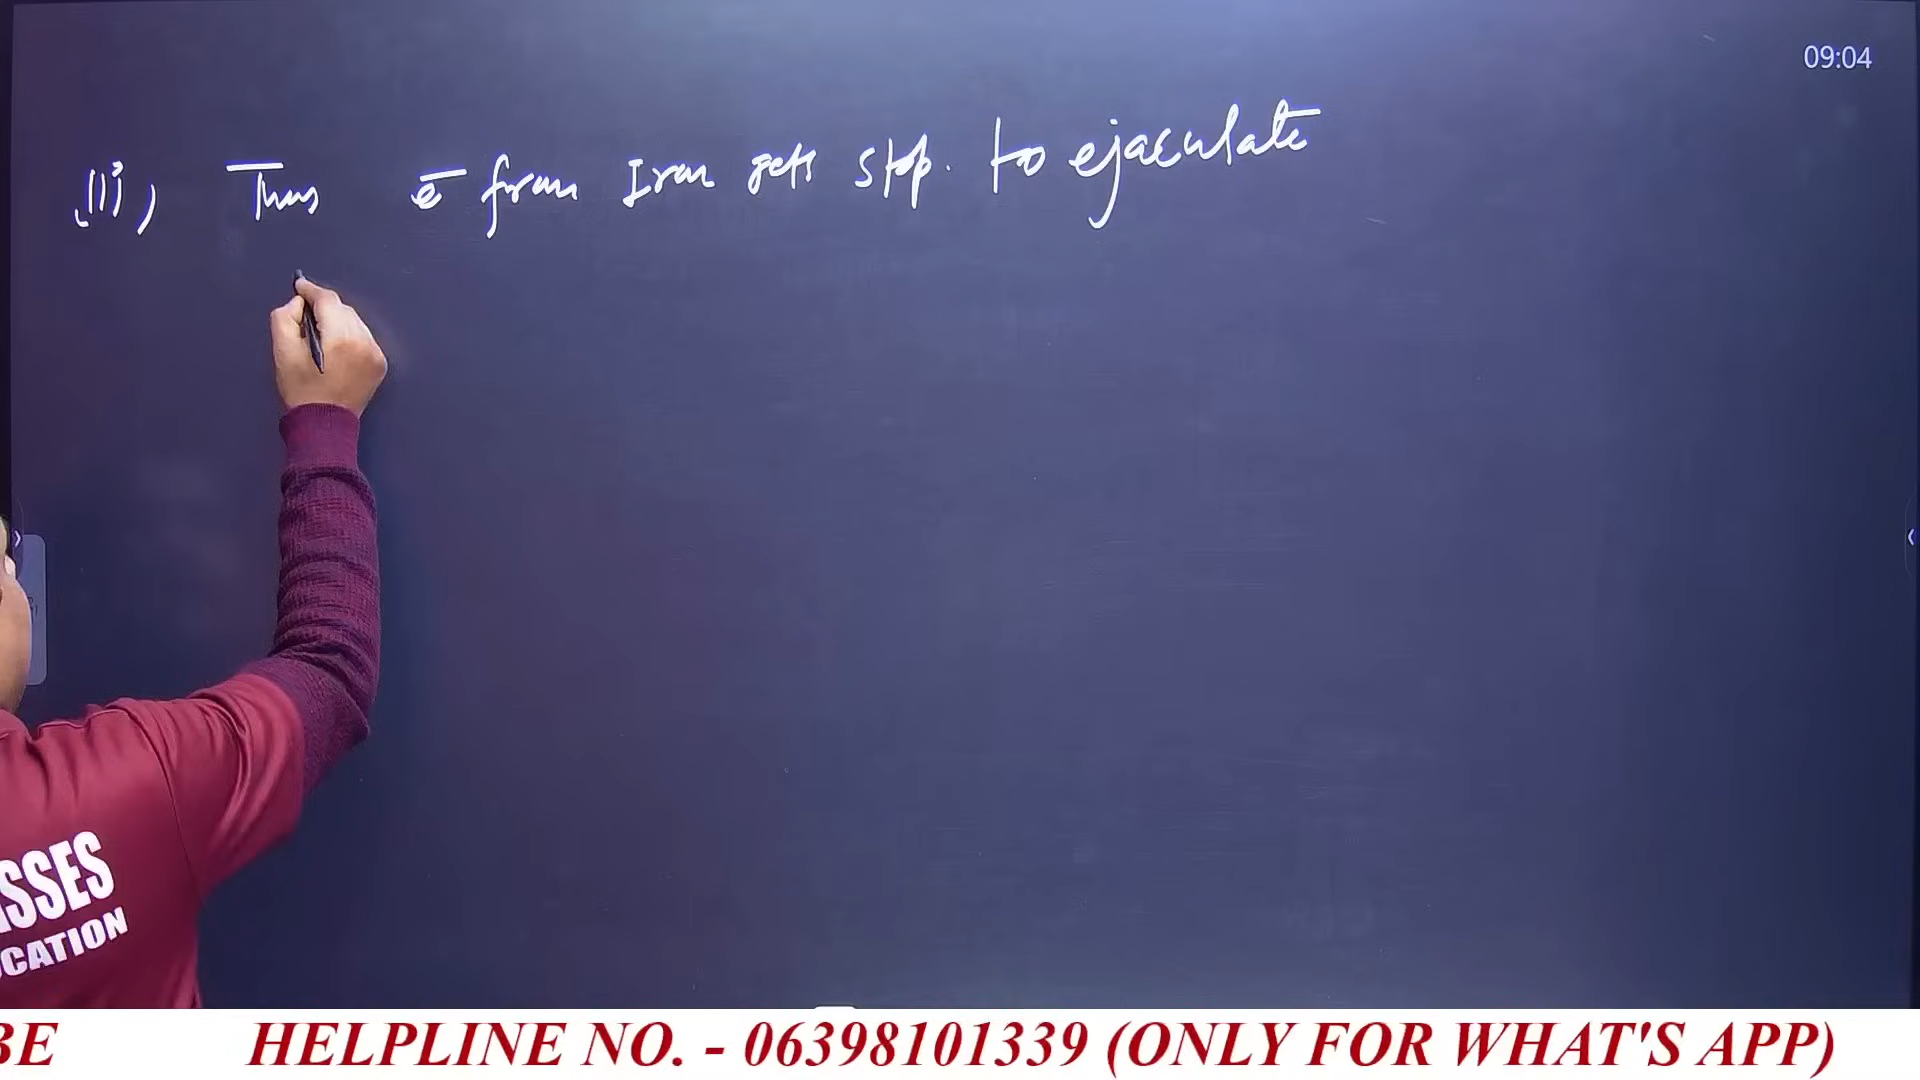 09:04
(ii), Thus e⁻ from Iron gets stop. to ejaculate
SSES
CATION
BE HELPLINE NO. - 06398101339 (ONLY FOR WHAT'S APP)